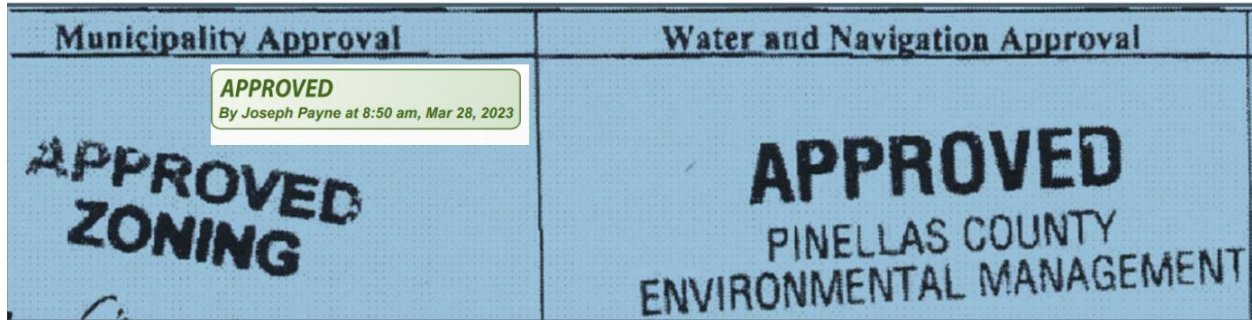 Municipality Approval
Water and Navigation Approval
APPROVED
By Joseph Payne at 8:50 am, Mar 28, 2023
APPROVED
ZONING
APPROVED
PINELLAS COUNTY
ENVIRONMENTAL MANAGEMENT